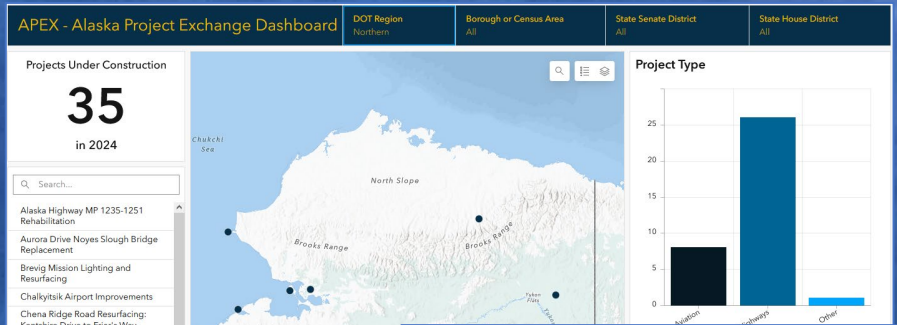 APEX - Alaska Project Exchange Dashboard
DOT Region
Northern
Borough or Census Area
All
State Senate District
All
State House District
All
Projects Under Construction
35
in 2024
Search...
Alaska Highway MP 1235-1251
Rehabilitation
Aurora Drive Noyes Slough Bridge
Replacement
Brevig Mission Lighting and
Resurfacing
Chalkyitsik Airport Improvements
Chena Ridge Road Resurfacing:
Chukchi
Sea
North Slope
Brooks Range
Brooks Range
Yukon
Flats
Yukon
Project Type
25
20
15
10
5
0
Aviation
Highways
Other